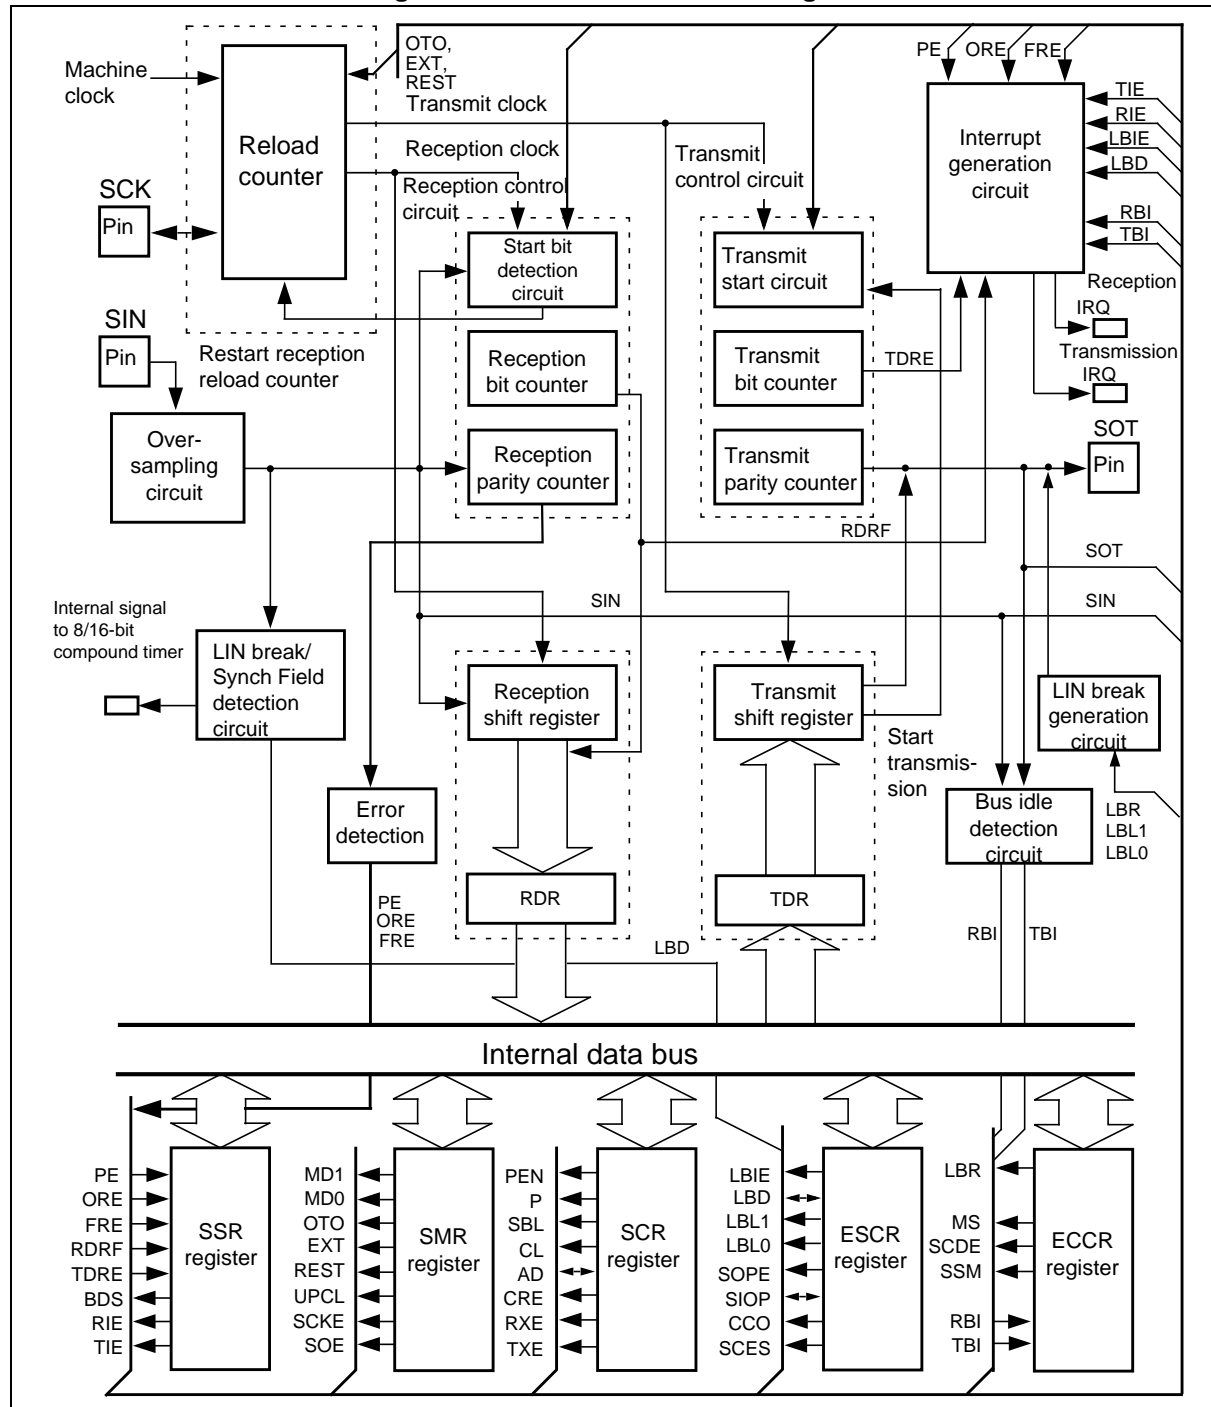 OTO,
EXT,
REST
PE
ORE
FRE
Machine
clock
Transmit clock
TIE
RIE
LBIE
LBD
RBI
TBI
Reload
counter
Interrupt
generation
circuit
Reception clock
Transmit
control circuit
Reception control
circuit
SCK
Pin
Start bit
detection
circuit
Transmit
start circuit
Reception
IRQ
SIN
Pin
Restart reception
reload counter
Reception
bit counter
Transmit
bit counter
TDRE
Transmission
IRQ
Over-
sampling
circuit
Reception
parity counter
Transmit
parity counter
SOT
Pin
RDRF
SOT
SIN
SIN
Internal signal
to 8/16-bit
compound timer
LIN break/
Synch Field
detection
circuit
Reception
shift register
Transmit
shift register
LIN break
generation
circuit
Start
transmis-
sion
Error
detection
Bus idle
detection
circuit
LBR
LBL1
LBL0
RDR
TDR
PE
ORE
FRE
LBD
RBI
TBI
Internal data bus
PE
ORE
FRE
RDRF
TDRE
BDS
RIE
TIE
SSR
register
MD1
MD0
OTO
EXT
REST
UPCL
SCKE
SOE
SMR
register
PEN
P
SBL
CL
AD
CRE
RXE
TXE
SCR
register
LBIE
LBD
LBL1
LBL0
SOPE
SIOP
CCO
SCES
ESCR
register
LBR
MS
SCDE
SSM
RBI
TBI
ECCR
register